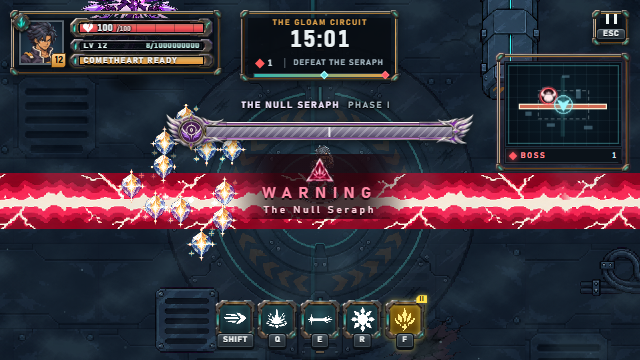 100/100
LV 12
8/1000000000
COMETHEART READY
12
THE GLOAM CIRCUIT
15:01
1
DEFEAT THE SERAPH
ESC
THE NULL SERAPH PHASE I
BOSS 1
WARNING
The Null Seraph
SHIFT
Q
E
R
F